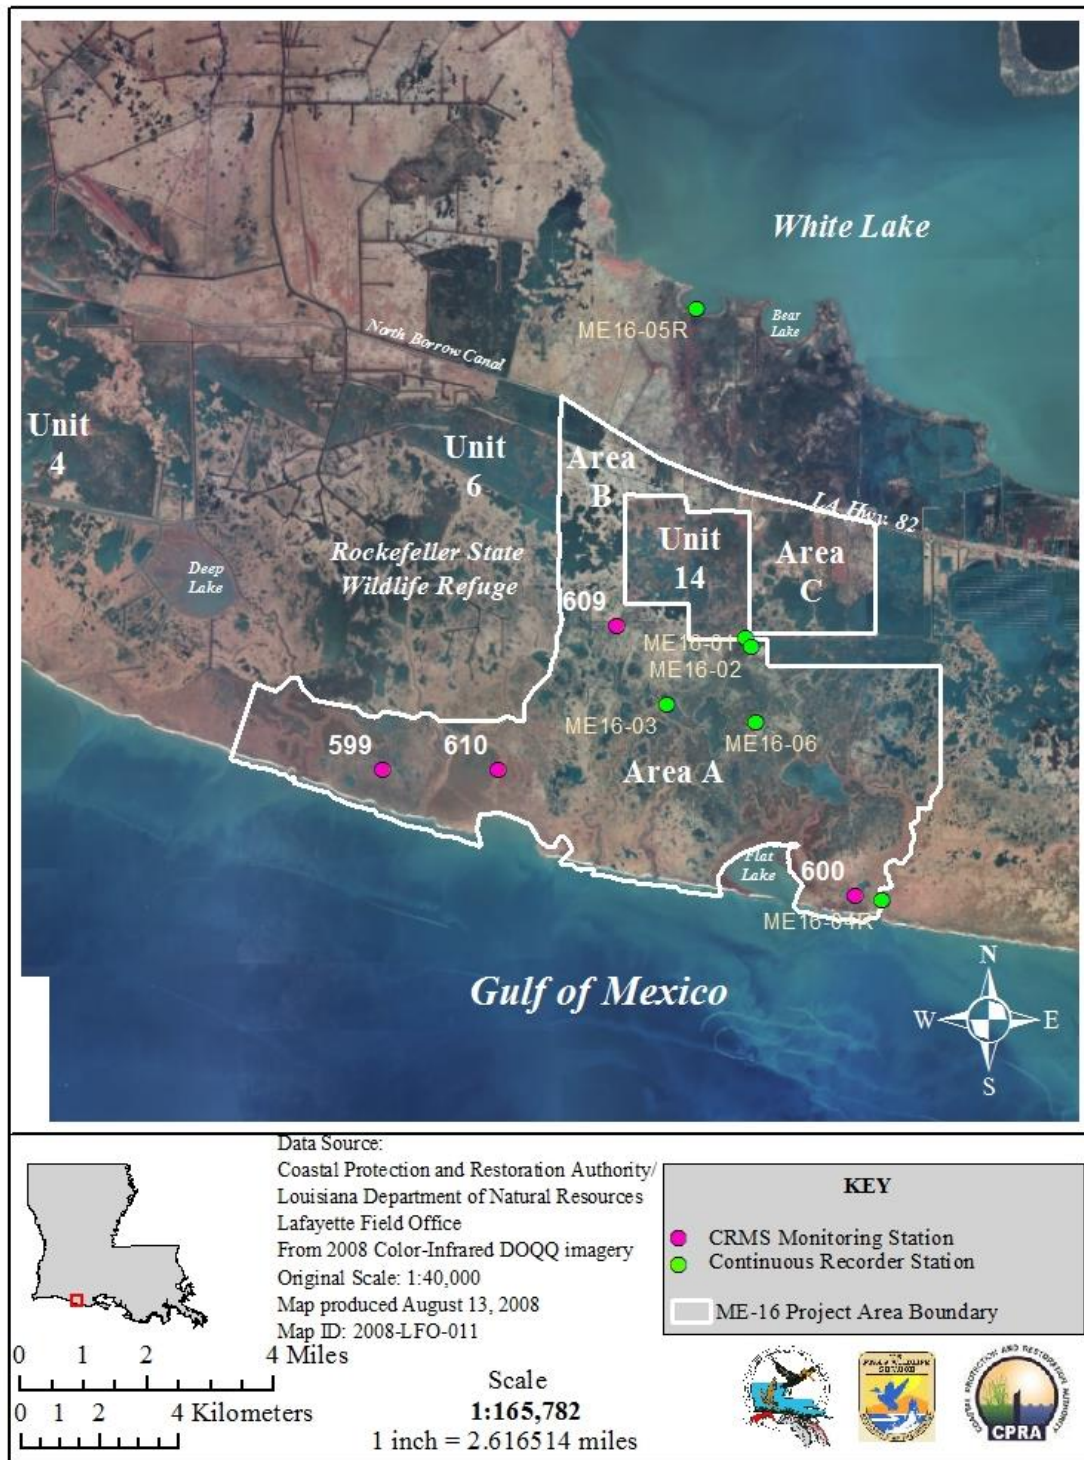 White Lake
ME16-05R
Bear
Lake
North Borrow Canal
Unit
4
Unit
6
Area
B
LA Hwy. 82
Unit
14
Area
C
Rockefeller State
Wildlife Refuge
Deep
Lake
609
ME16-01
ME16-02
ME16-03
ME16-06
599
610
Area A
Flat
Lake
600
ME16-04R
Gulf of Mexico
N
W
E
S
Data Source:
Coastal Protection and Restoration Authority/
Louisiana Department of Natural Resources
Lafayette Field Office
From 2008 Color-Infrared DOQQ imagery
Original Scale: 1:40,000
Map produced August 13, 2008
Map ID: 2008-LFO-011
KEY
CRMS Monitoring Station
Continuous Recorder Station
ME-16 Project Area Boundary
0 1 2 4 Miles
0 1 2 4 Kilometers
Scale
1:165,782
1 inch = 2.616514 miles
COASTAL PROTECTION AND RESTORATION AUTHORITY
CPRA